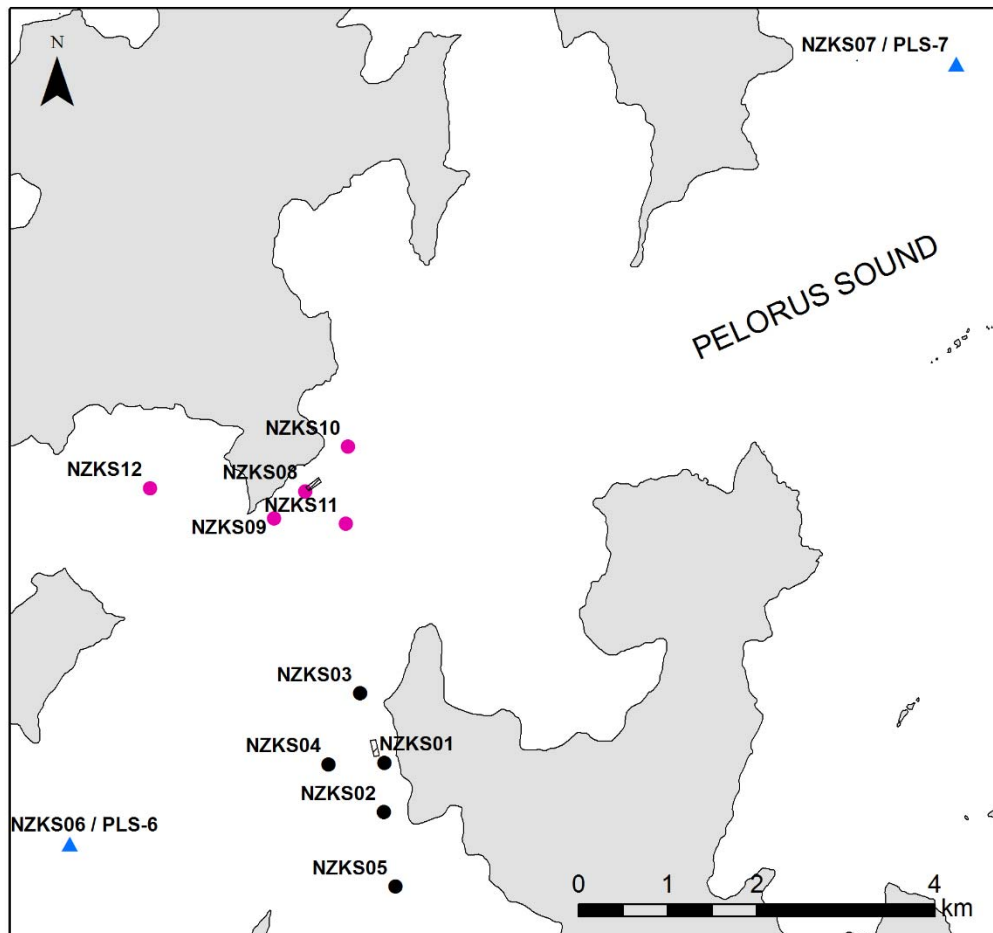 N
NZKS07 / PLS-7
PELORUS SOUND
NZKS10
NZKS12
NZKS08
NZKS11
NZKS09
NZKS03
NZKS04
NZKS01
NZKS02
NZKS06 / PLS-6
NZKS05
0 1 2 4
km